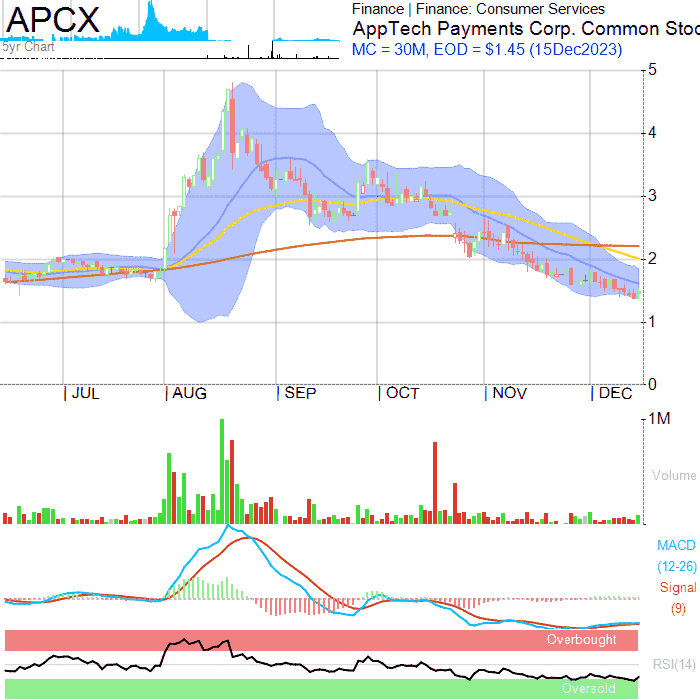 APCX
5yr Chart
Finance | Finance: Consumer Services
AppTech Payments Corp. Common Stoc
MC = 30M, EOD = $1.45 (15Dec2023)
5
4
3
2
1
0
| JUL | AUG | SEP | OCT | NOV | DEC
1M
Volume
MACD
(12-26)
Signal
(9)
Overbought
RSI(14)
Oversold